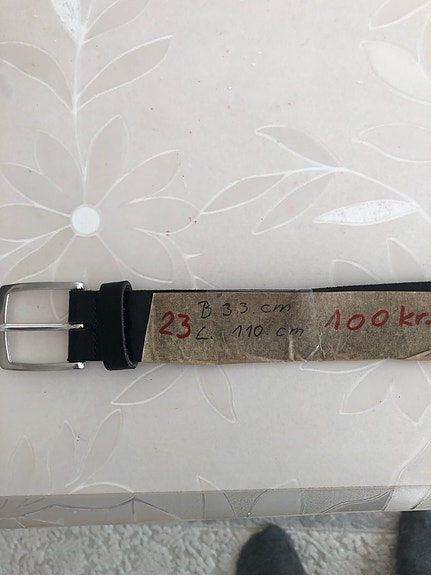 23 B 3.3. cm 100 kr.
L. 110. cm